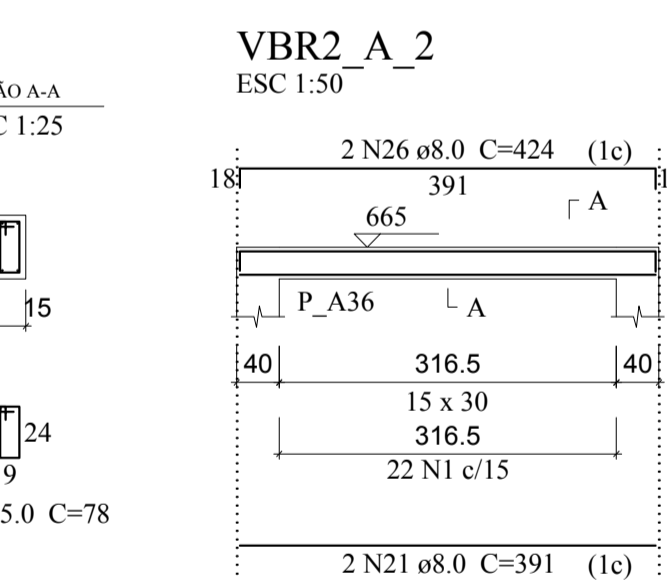 VBR2_A_2
ESC 1:50
ÃO A-A
C 1:25
2 N26 ø8.0 C=424 (1c)
18
391
A
665
15
P_A36
A
40
316.5
40
15 x 30
316.5
24
22 N1 c/15
9
5.0 C=78
2 N21 ø8.0 C=391 (1c)